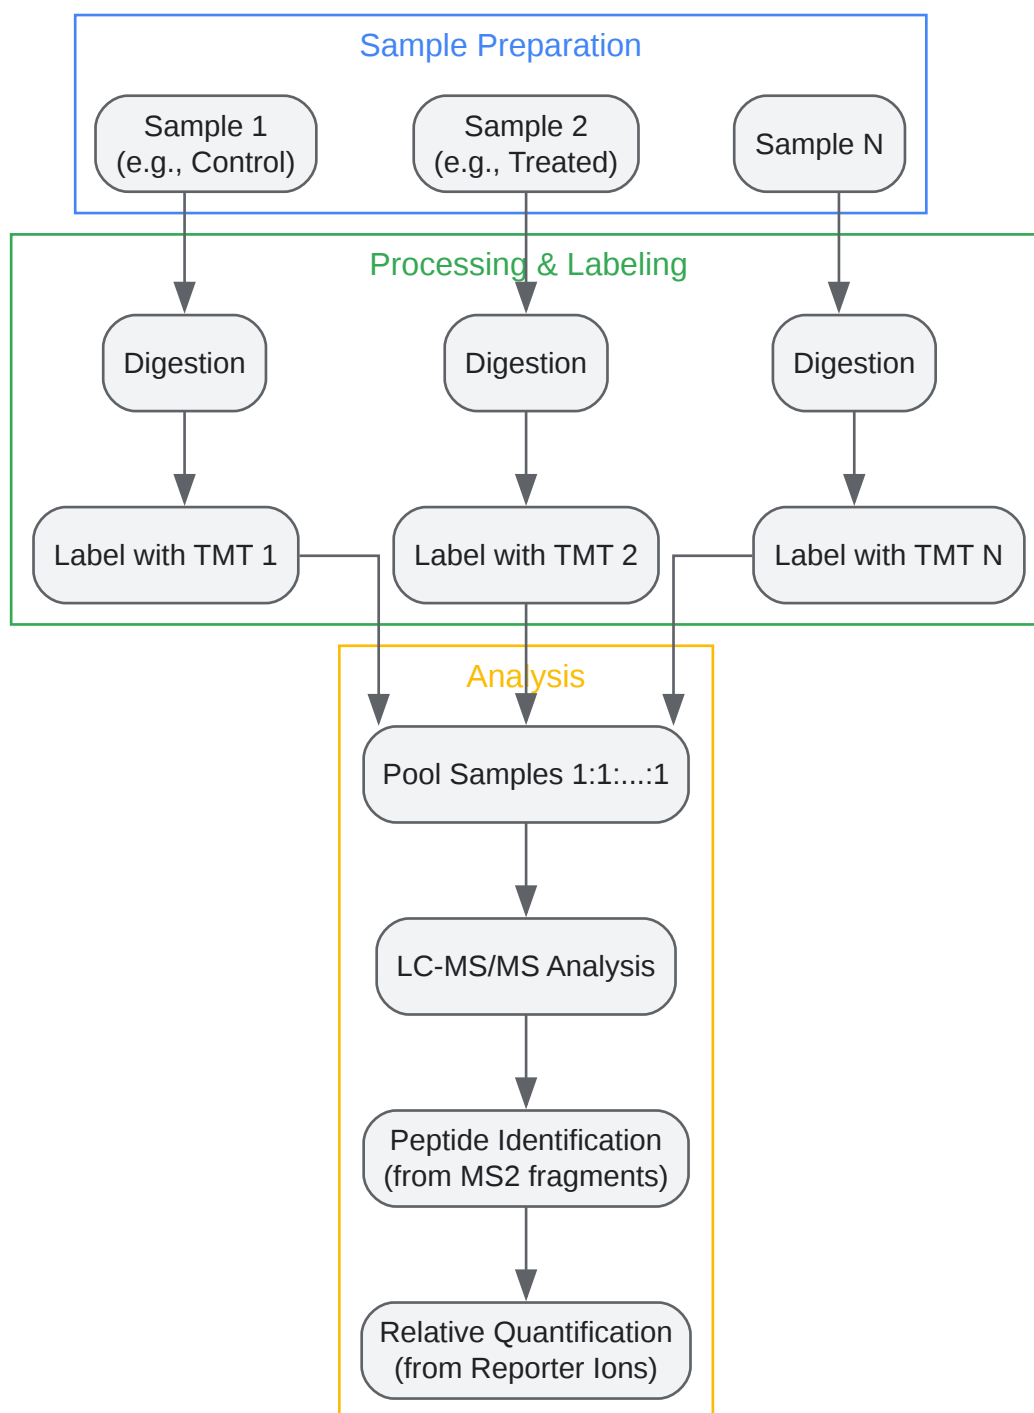 Sample Preparation
Sample 1
(e.g., Control)
Sample 2
(e.g., Treated)
Sample N
Processing & Labeling
Digestion
Digestion
Digestion
Label with TMT 1
Label with TMT 2
Label with TMT N
Analysis
Pool Samples 1:1:...:1
LC-MS/MS Analysis
Peptide Identification
(from MS2 fragments)
Relative Quantification
(from Reporter Ions)